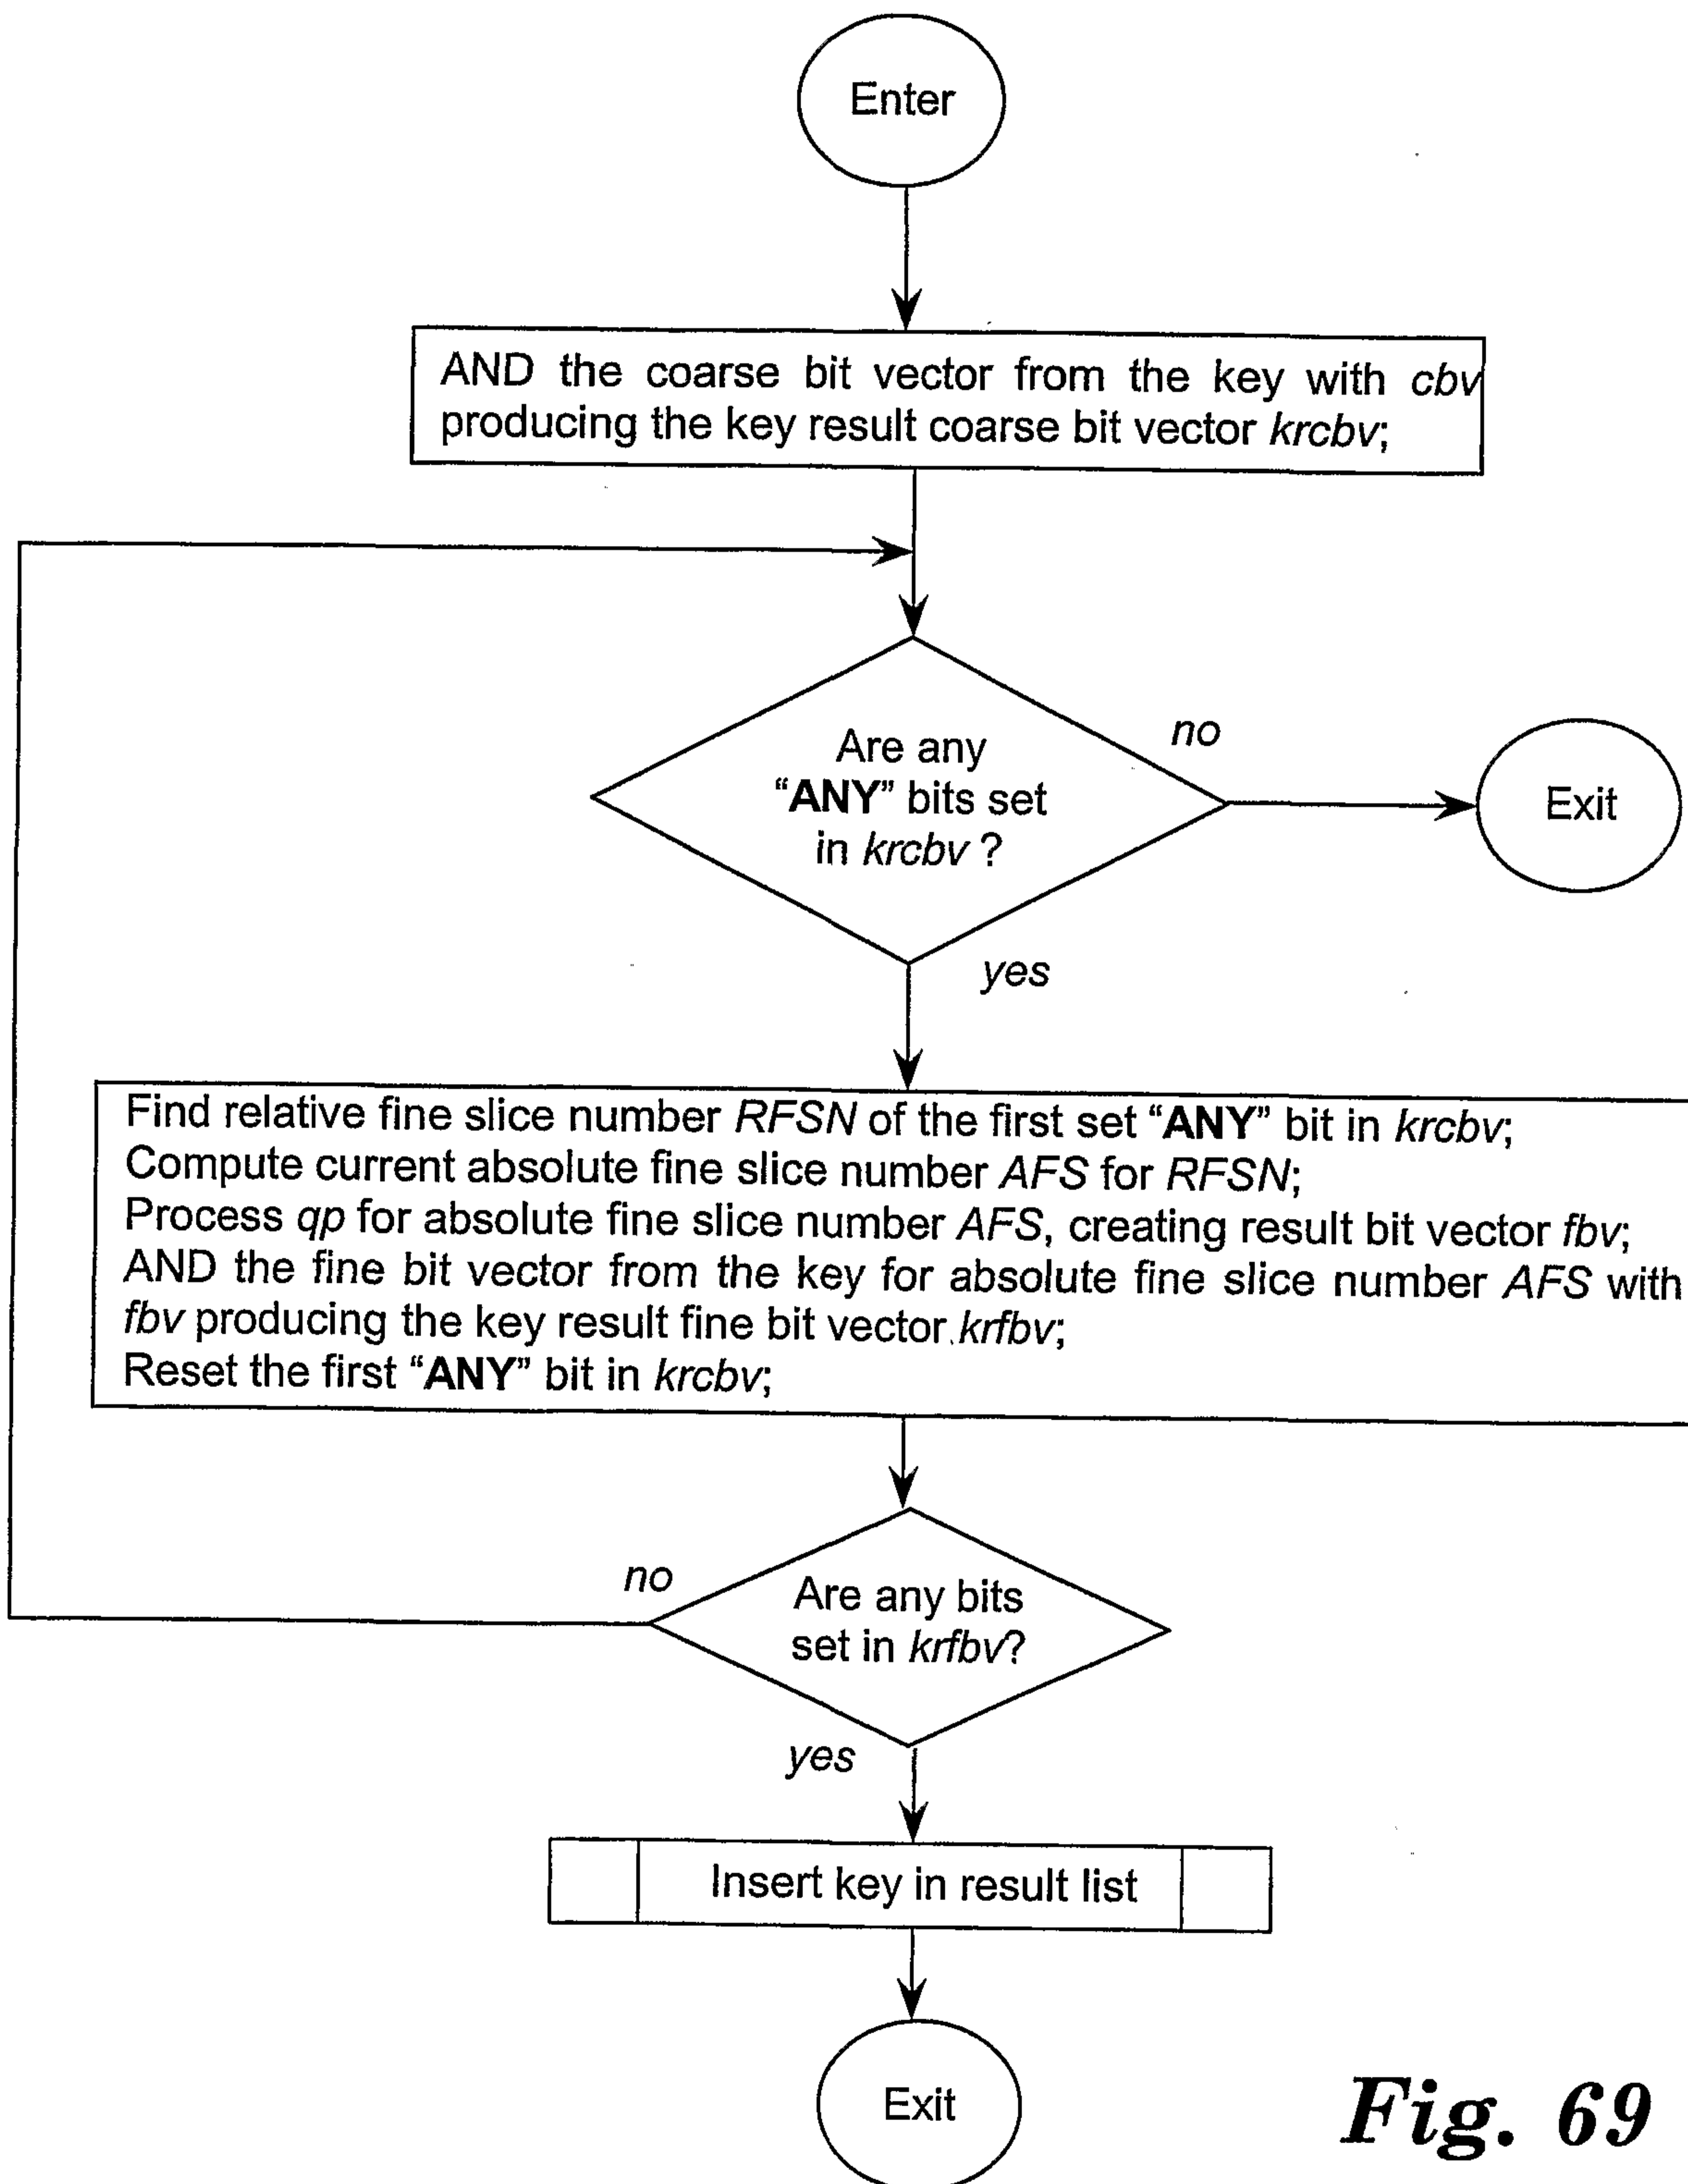 Enter
AND the coarse bit vector from the key with cbv
producing the key result coarse bit vector krcbv;
Are any
“ANY” bits set
in krcbv ?
no
Exit
yes
Find relative fine slice number RFSN of the first set “ANY” bit in krcbv;
Compute current absolute fine slice number AFS for RFSN;
Process qp for absolute fine slice number AFS, creating result bit vector fbv;
AND the fine bit vector from the key for absolute fine slice number AFS with
fbv producing the key result fine bit vector krfbv;
Reset the first “ANY” bit in krcbv;
no
Are any bits
set in krfbv?
yes
Insert key in result list
Exit
Fig. 69